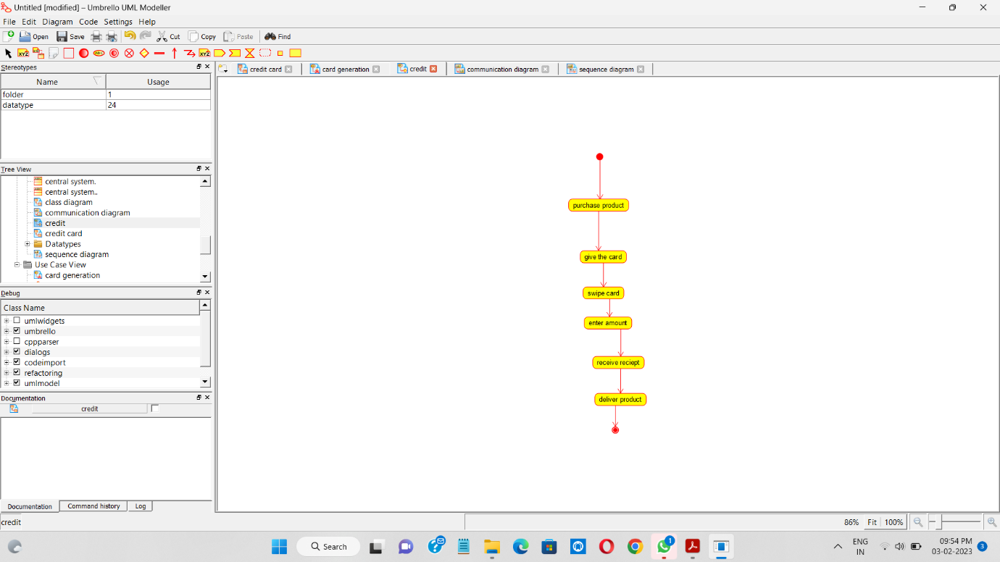 Untitled [modified] – Umbrello UML Modeller
File Edit Diagram Code Settings Help
Open Save Cut Copy Paste Find
XYZ ABC XYZ
Stereotypes
Name Usage
folder 1
datatype 24
Tree View
central system.
central system..
class diagram
communication diagram
credit
credit card
Datatypes
sequence diagram
Use Case View
card generation
Debug
Class Name
umlwidgets
umbrello
cppparser
dialogs
codeimport
refactoring
umlmodel
Documentation
credit
Documentation Command history Log
credit card card generation credit communication diagram sequence diagram
purchase product
give the card
swipe card
enter amount
receive reciept
deliver product
credit
86% Fit 100%
Search
1
ENG
IN
09:54 PM
03-02-2023
3